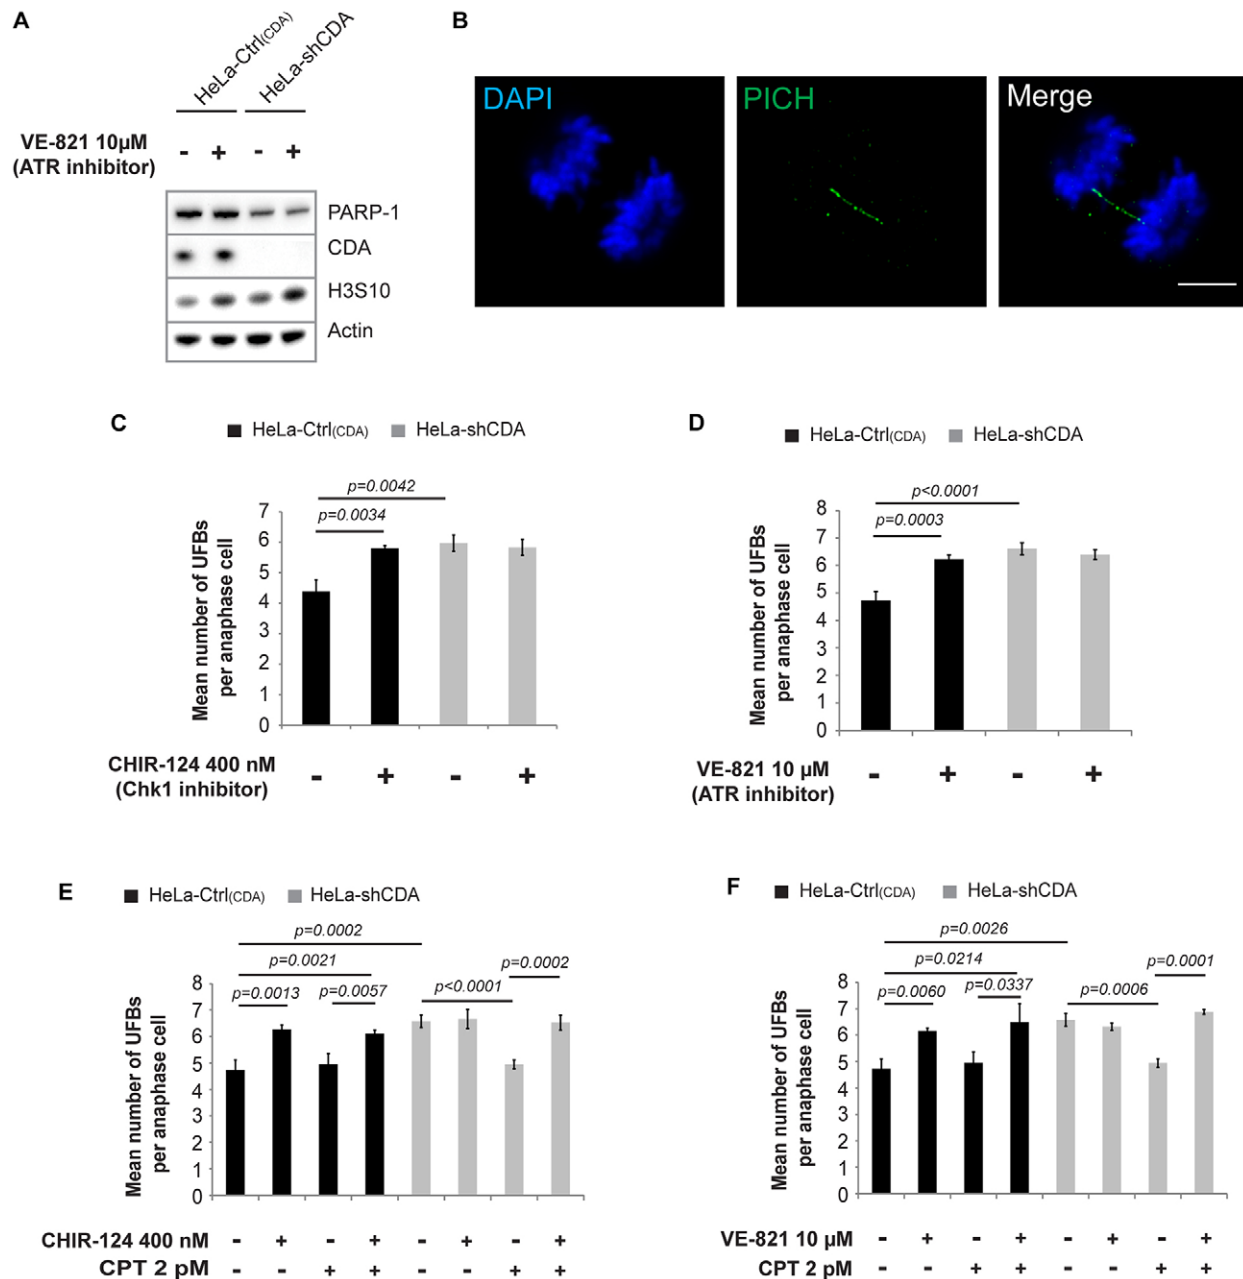 A
HeLa-Ctrl(CDA)
HeLa-shCDA
VE-821 10µM
(ATR inhibitor)
- + - +
PARP-1
CDA
H3S10
Actin
B
DAPI
PICH
Merge
C
HeLa-Ctrl(CDA) HeLa-shCDA
p=0.0042
p=0.0034
Mean number of UFBs
per anaphase cell
7
6
5
4
3
2
1
0
CHIR-124 400 nM
(Chk1 inhibitor)
- + - +
D
HeLa-Ctrl(CDA) HeLa-shCDA
p<0.0001
p=0.0003
Mean number of UFBs
per anaphase cell
8
7
6
5
4
3
2
1
0
VE-821 10 µM
(ATR inhibitor)
- + - +
E
HeLa-Ctrl(CDA) HeLa-shCDA
p=0.0002
p=0.0021
p=0.0002
p=0.0013
p=0.0057
p<0.0001
Mean number of UFBs
per anaphase cell
8
7
6
5
4
3
2
1
0
CHIR-124 400 nM - + - + - + - +
CPT 2 pM - - + + - - + +
F
HeLa-Ctrl(CDA) HeLa-shCDA
p=0.0026
p=0.0214
p=0.0001
p=0.0060
p=0.0337
p=0.0006
Mean number of UFBs
per anaphase cell
8
7
6
5
4
3
2
1
0
VE-821 10 µM - + - + - + - +
CPT 2 pM - - + + - - + +